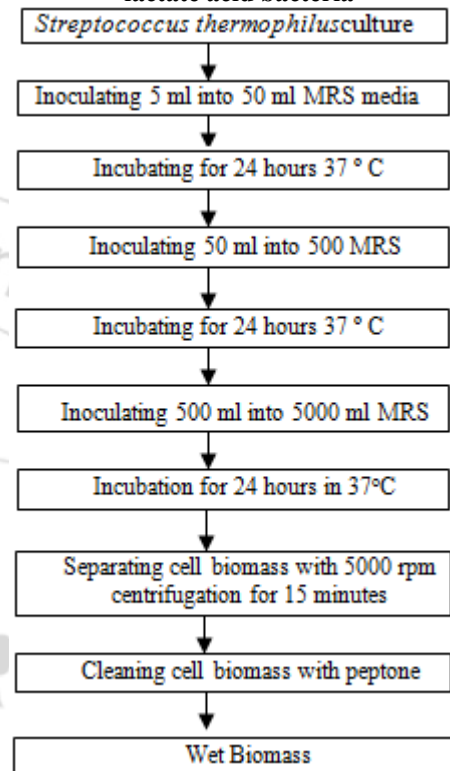 lactate acid bacteria
Streptococcus thermophilusculture
Inoculating 5 ml into 50 ml MRS media
Incubating for 24 hours 37 ° C
Inoculating 50 ml into 500 MRS
Incubating for 24 hours 37 ° C
Inoculating 500 ml into 5000 ml MRS
Incubation for 24 hours in 37°C
Separating cell biomass with 5000 rpm
centrifugation for 15 minutes
Cleaning cell biomass with peptone
Wet Biomass